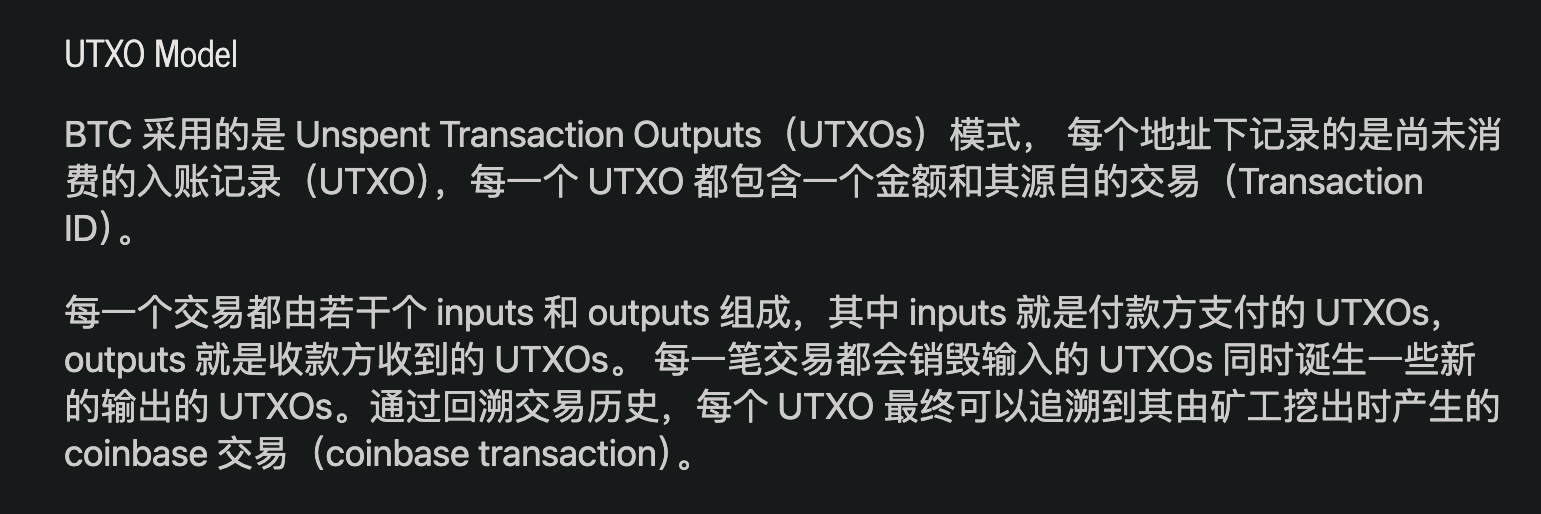 UTXO Model
BTC 采用的是 Unspent Transaction Outputs（UTXOs）模式， 每个地址下记录的是尚未消
费的入账记录（UTXO），每一个 UTXO 都包含一个金额和其源自的交易（Transaction
ID）。
每一个交易都由若干个 inputs 和 outputs 组成，其中 inputs 就是付款方支付的 UTXOs，
outputs 就是收款方收到的 UTXOs。 每一笔交易都会销毁输入的 UTXOs 同时诞生一些新
的输出的 UTXOs。通过回溯交易历史，每个 UTXO 最终可以追溯到其由矿工挖出时产生的
coinbase 交易（coinbase transaction）。